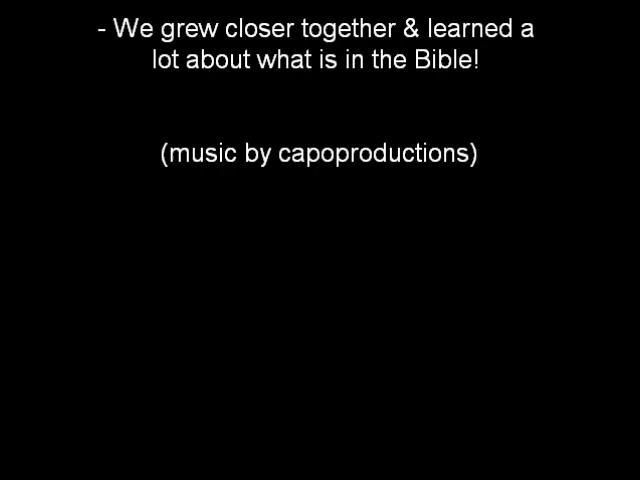 - We grew closer together & learned a
lot about what is in the Bible!
(music by capoproductions)